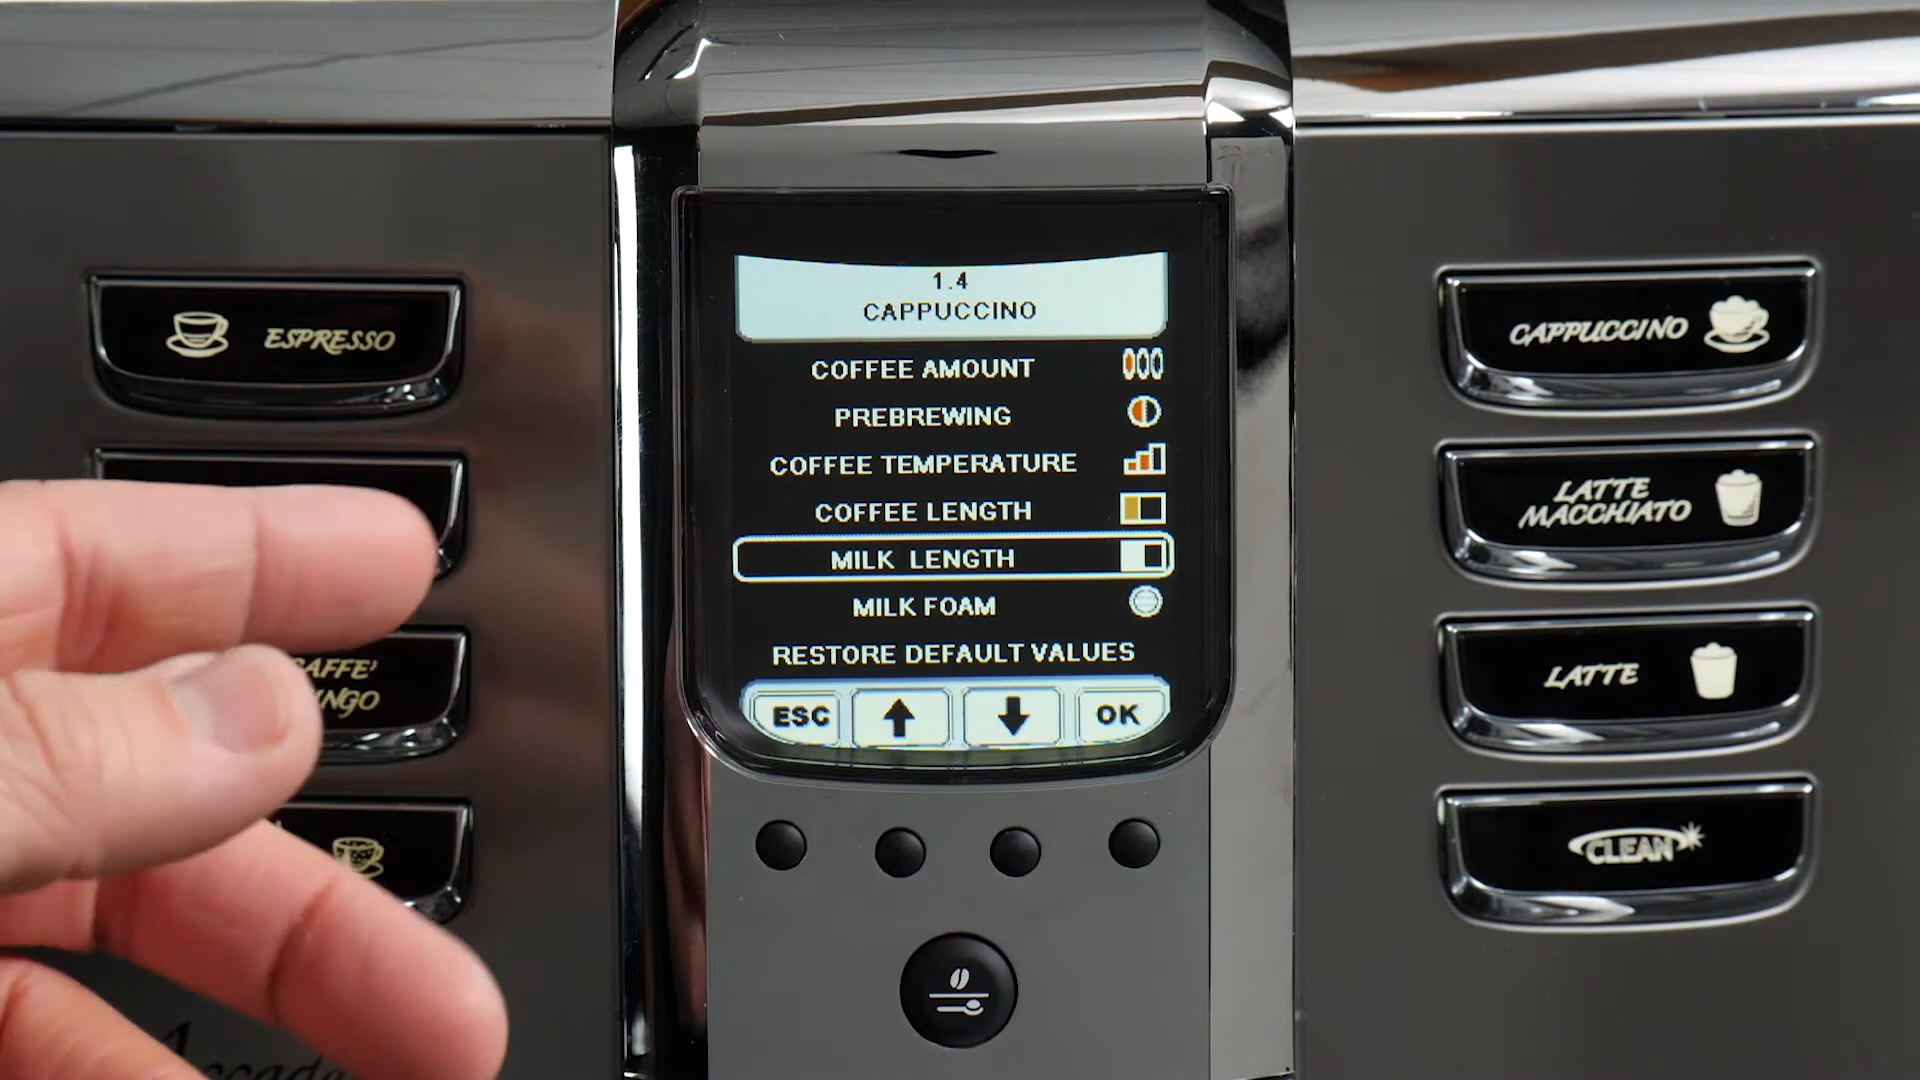 ESPRESSO
1.4
CAPPUCCINO
COFFEE AMOUNT
PREBREWING
COFFEE TEMPERATURE
COFFEE LENGTH
MILK LENGTH
MILK FOAM
RESTORE DEFAULT VALUES
ESC
OK
CAPPUCCINO
LATTE
MACCHIATO
LATTE
CLEAN